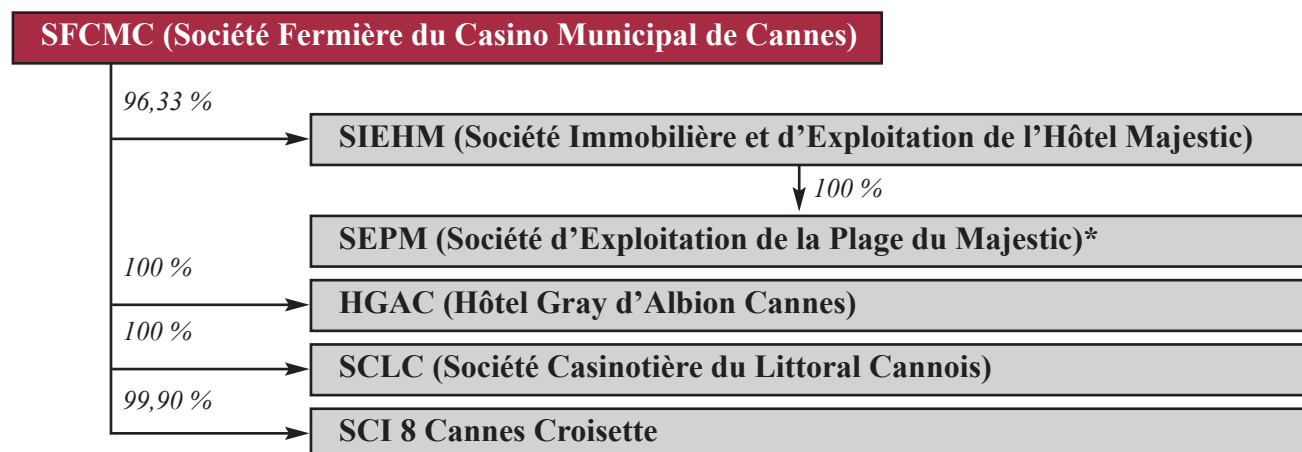 SFCMC (Société Fermière du Casino Municipal de Cannes)
96,33 %
SIEHM (Société Immobilière et d’Exploitation de l’Hôtel Majestic)
100 %
SEPM (Société d’Exploitation de la Plage du Majestic)*
100 %
HGAC (Hôtel Gray d’Albion Cannes)
100 %
SCLC (Société Casinotière du Littoral Cannois)
99,90 %
SCI 8 Cannes Croisette